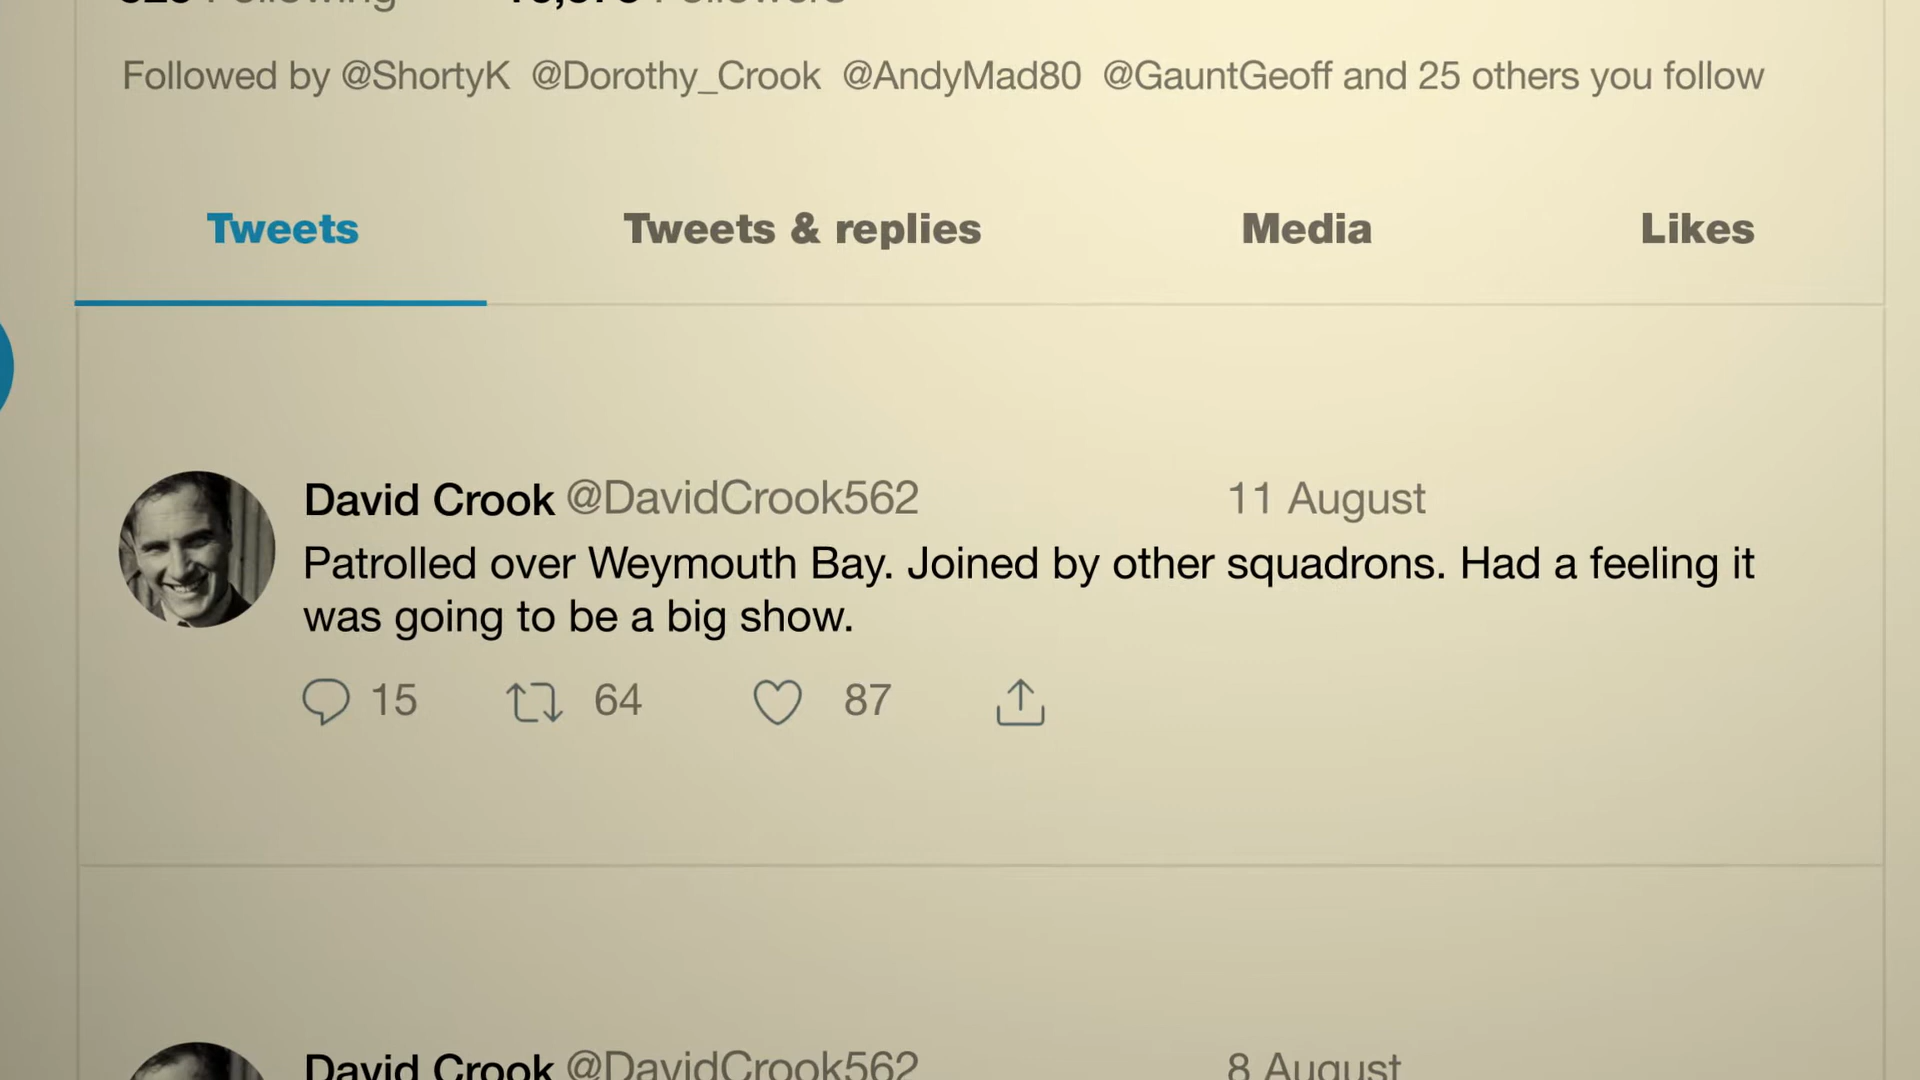 Following Followers
Followed by @ShortyK @Dorothy_Crook @AndyMad80 @GauntGeoff and 25 others you follow
Tweets Tweets & replies Media Likes
David Crook @DavidCrook562 11 August
Patrolled over Weymouth Bay. Joined by other squadrons. Had a feeling it
was going to be a big show.
15 64 87
David Crook @DavidCrook562 8 August